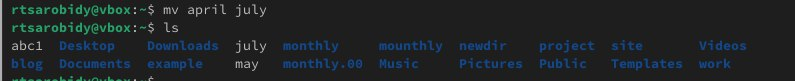 rtsarobidy@vbox:~$ mv april july
rtsarobidy@vbox:~$ ls
abc1 Desktop Downloads july monthly mounthly newdir project site Videos
blog Documents example may monthly.00 Music Pictures Public Templates work